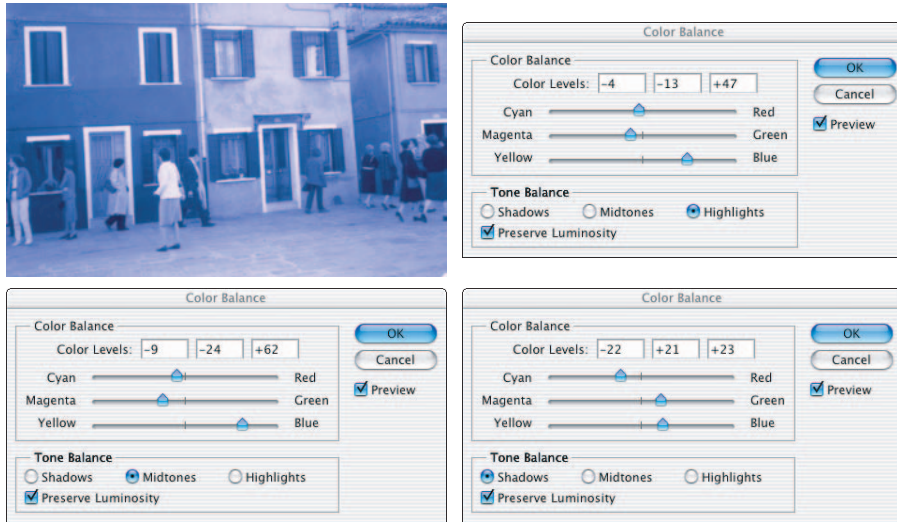 Color Balance
Color Balance
Color Levels: -4 -13 +47
Cyan Red
Magenta Green
Yellow Blue
OK
Cancel
Preview
Tone Balance
Shadows Midtones Highlights
Preserve Luminosity
Color Balance
Color Balance
Color Levels: -9 -24 +62
Cyan Red
Magenta Green
Yellow Blue
OK
Cancel
Preview
Tone Balance
Shadows Midtones Highlights
Preserve Luminosity
Color Balance
Color Balance
Color Levels: -22 +21 +23
Cyan Red
Magenta Green
Yellow Blue
OK
Cancel
Preview
Tone Balance
Shadows Midtones Highlights
Preserve Luminosity